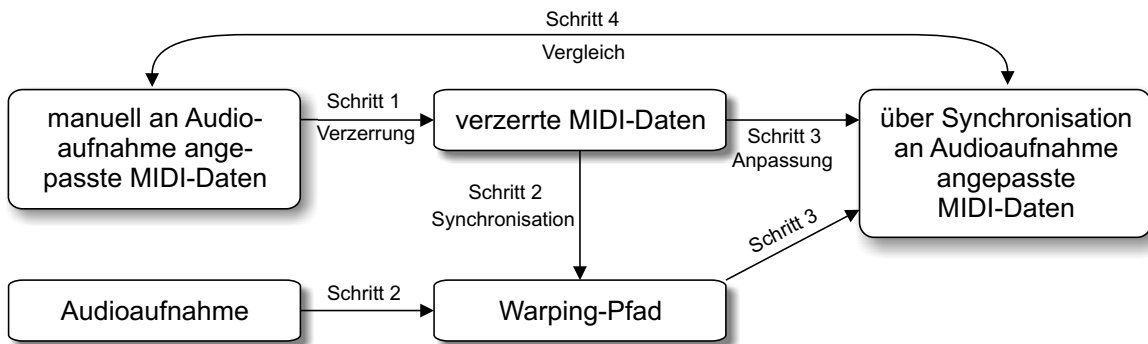 Schritt 4
Vergleich
manuell an Audio-
aufnahme ange-
passte MIDI-Daten
Schritt 1
Verzerrung
verzerrte MIDI-Daten
Schritt 3
Anpassung
über Synchronisation
an Audioaufnahme
angepasste
MIDI-Daten
Schritt 2
Synchronisation
Schritt 3
Audioaufnahme
Schritt 2
Warping-Pfad